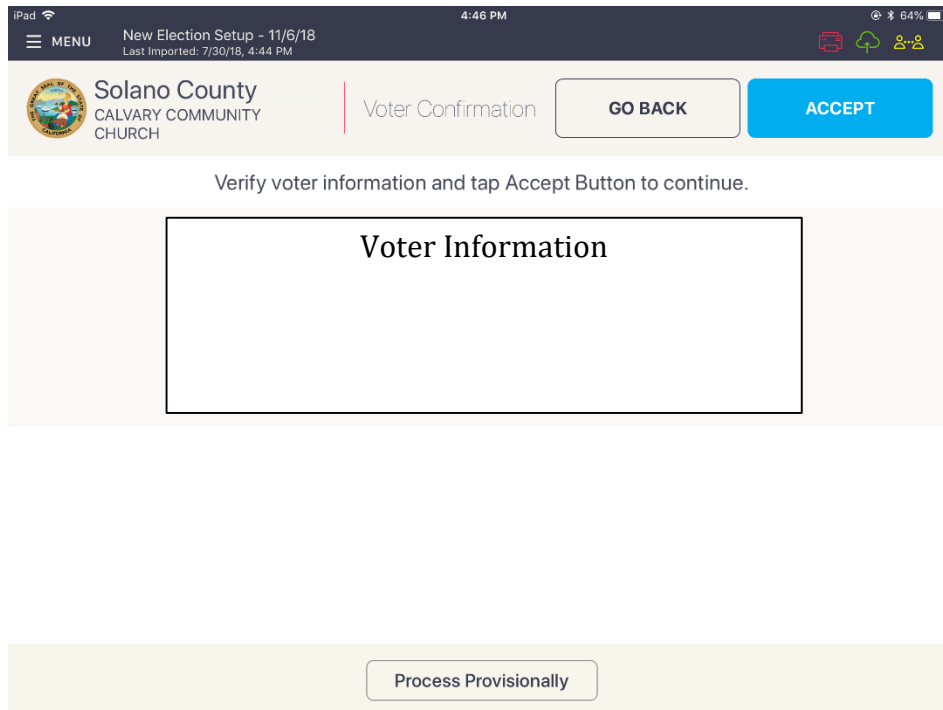 iPad 4:46 PM 64%
MENU New Election Setup - 11/6/18
Last Imported: 7/30/18, 4:44 PM
Solano County
CALVARY COMMUNITY
CHURCH
Voter Confirmation
GO BACK
ACCEPT
Verify voter information and tap Accept Button to continue.
Voter Information
Process Provisionally